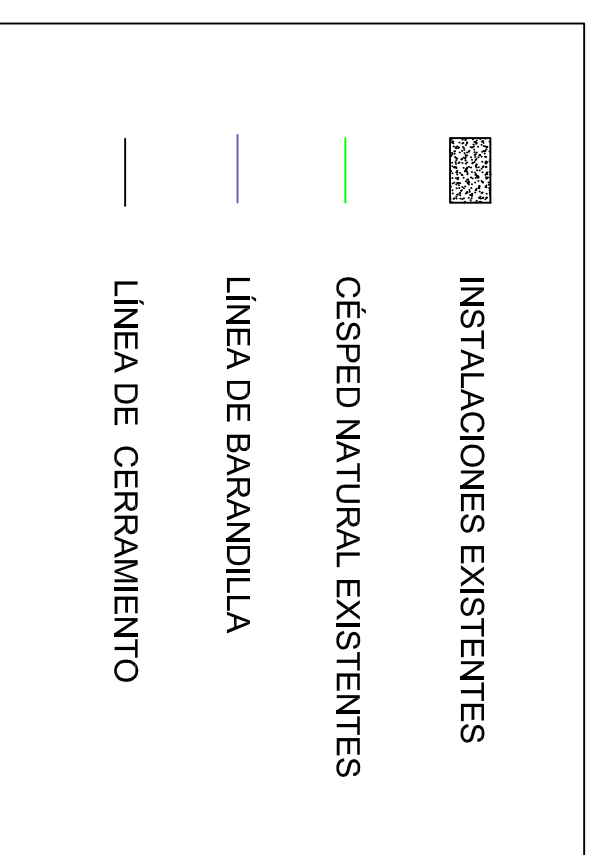 INSTALACIONES EXISTENTES
CÉSPED NATURAL EXISTENTES
LÍNEA DE BARANDILLA
LÍNEA DE CERRAMIENTO